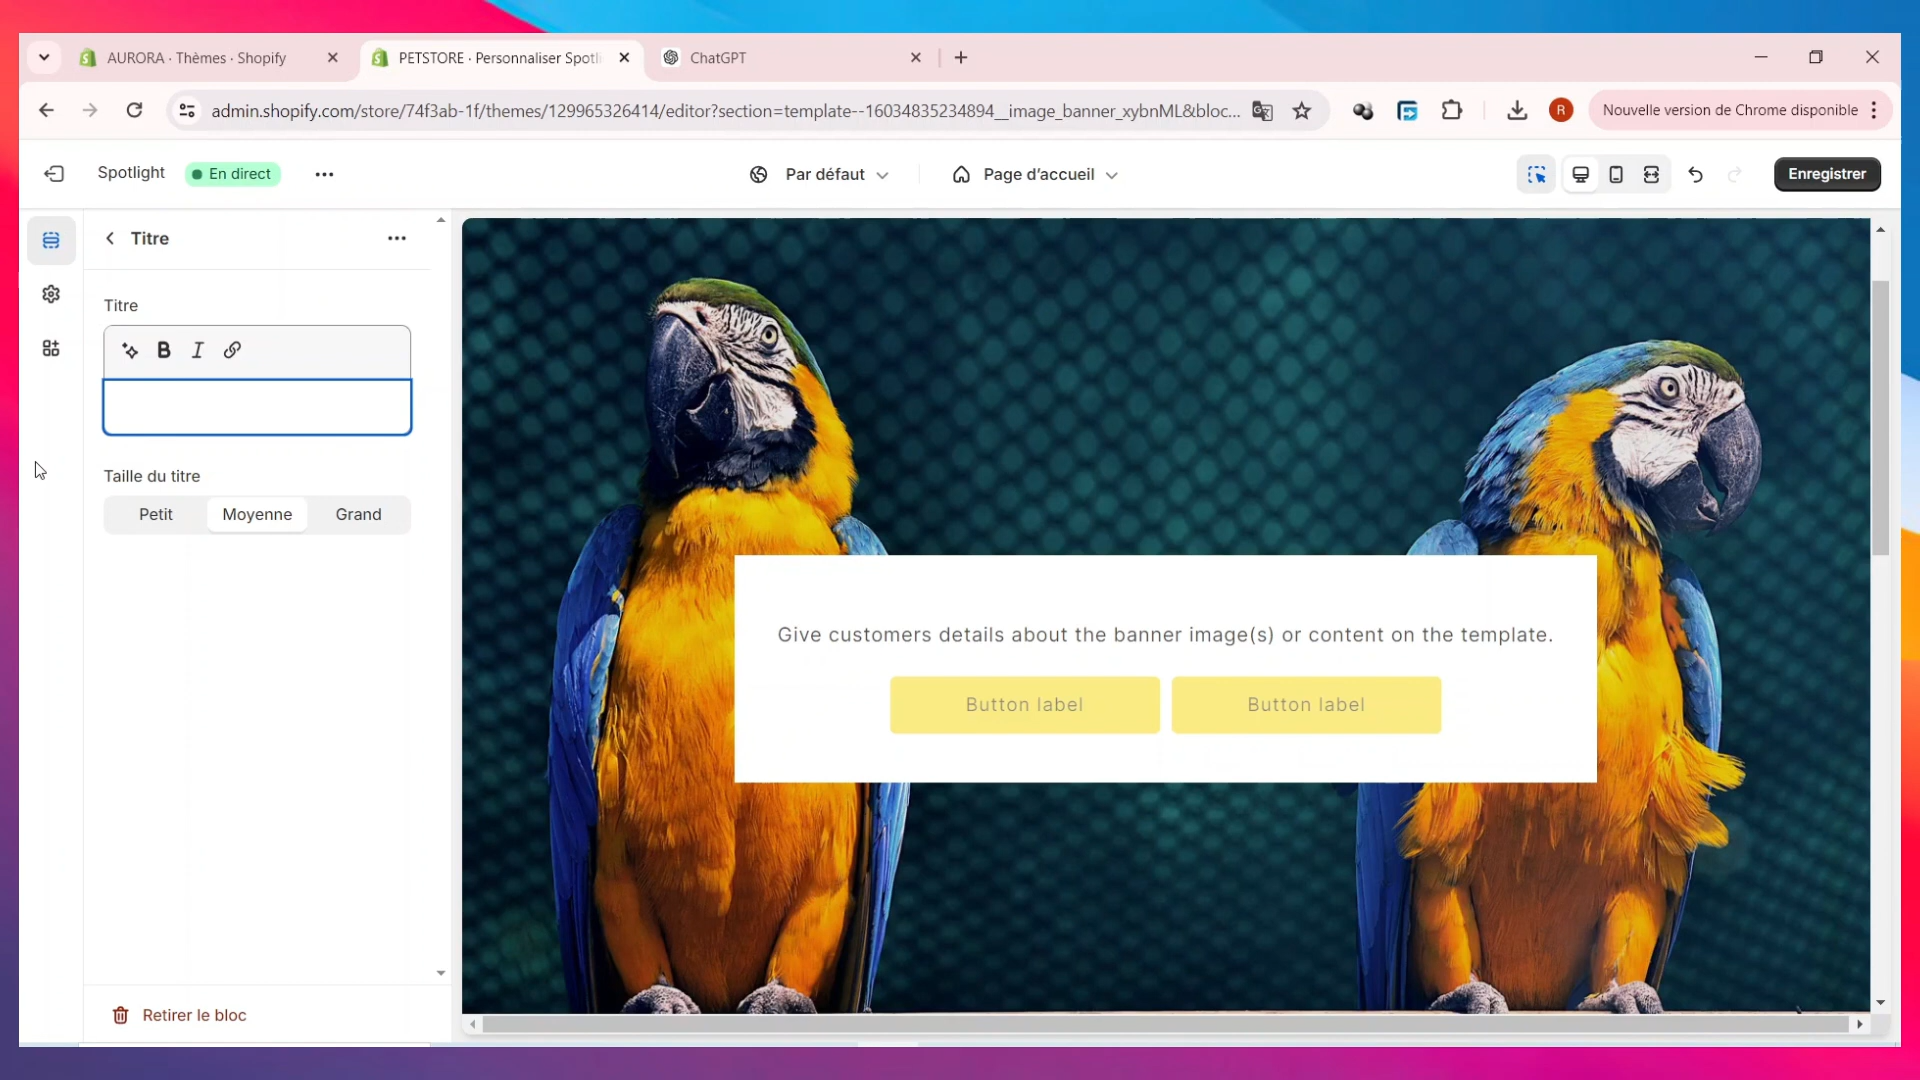 AURORA · Thèmes · Shopify
PETSTORE · Personnaliser Spotli
ChatGPT
admin.shopify.com/store/74f3ab-1f/themes/129965326414/editor?section=template--16034835234894__image_banner_xybnML&bloc...
R
Nouvelle version de Chrome disponible
Spotlight
En direct
Par défaut
Page d'accueil
Enregistrer
Titre
Titre
B I
Taille du titre
Petit Moyenne Grand
Give customers details about the banner image(s) or content on the template.
Button label Button label
Retirer le bloc